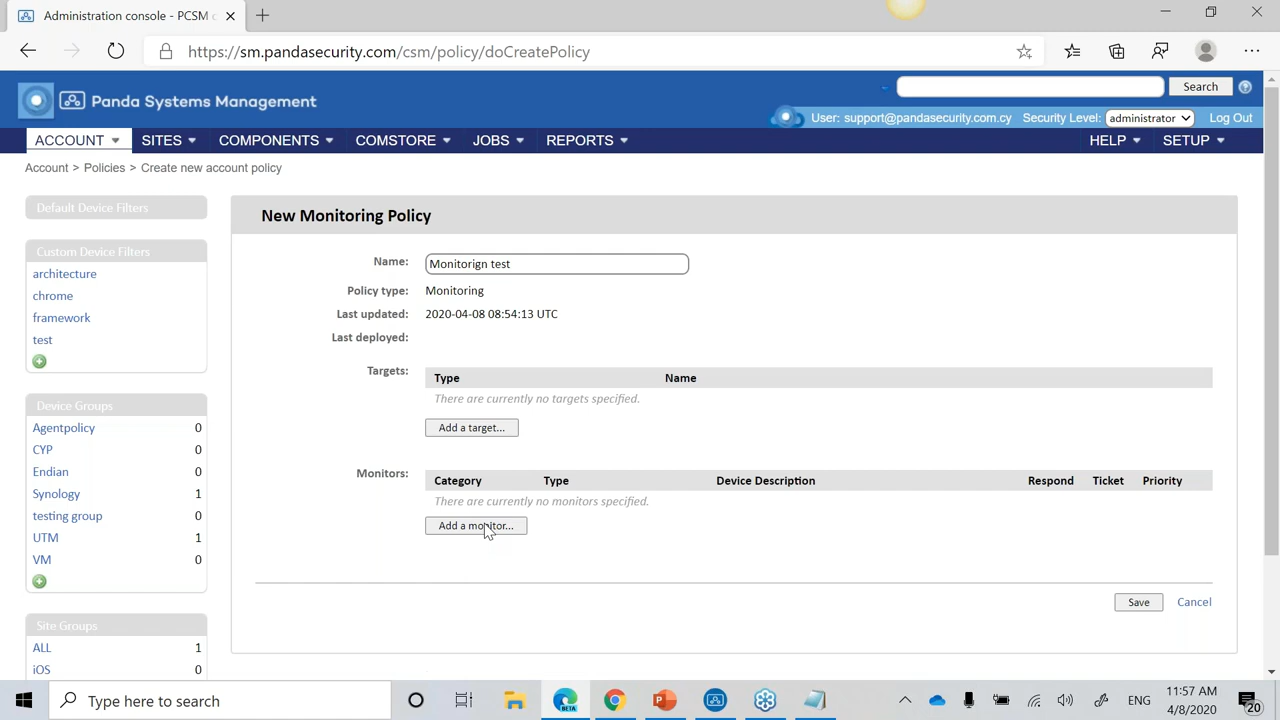 Administration console - PCSM c
https://sm.pandasecurity.com/csm/policy/doCreatePolicy
Panda Systems Management
Search
User: support@pandasecurity.com.cy Security Level: administrator Log Out
ACCOUNT SITES COMPONENTS COMSTORE JOBS REPORTS HELP SETUP
Account > Policies > Create new account policy
Default Device Filters
Custom Device Filters
architecture
chrome
framework
test
Device Groups
Agentpolicy 0
CYP 0
Endian 0
Synology 1
testing group 0
UTM 1
VM 0
Site Groups
ALL 1
iOS 0
New Monitoring Policy
Name: Monitorign test
Policy type: Monitoring
Last updated: 2020-04-08 08:54:13 UTC
Last deployed:
Targets: Type Name
There are currently no targets specified.
Add a target...
Monitors: Category Type Device Description Respond Ticket Priority
There are currently no monitors specified.
Add a monitor...
Save Cancel
Type here to search
BETA
ENG
11:57 AM
4/8/2020
20